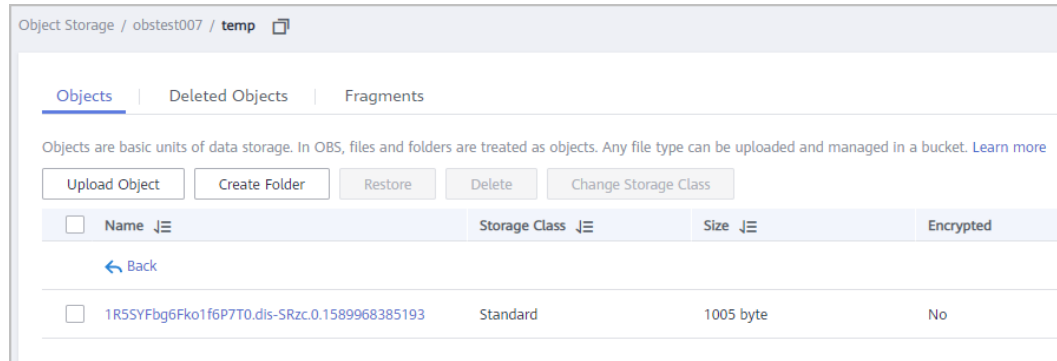 Object Storage / obstest007 / temp
Objects Deleted Objects Fragments
Objects are basic units of data storage. In OBS, files and folders are treated as objects. Any file type can be uploaded and managed in a bucket. Learn more
Upload Object Create Folder Restore Delete Change Storage Class
Name Storage Class Size Encrypted
Back
1R5SYFbg6Fko1f6P7T0.dis-SRzc.0.1589968385193 Standard 1005 byte No